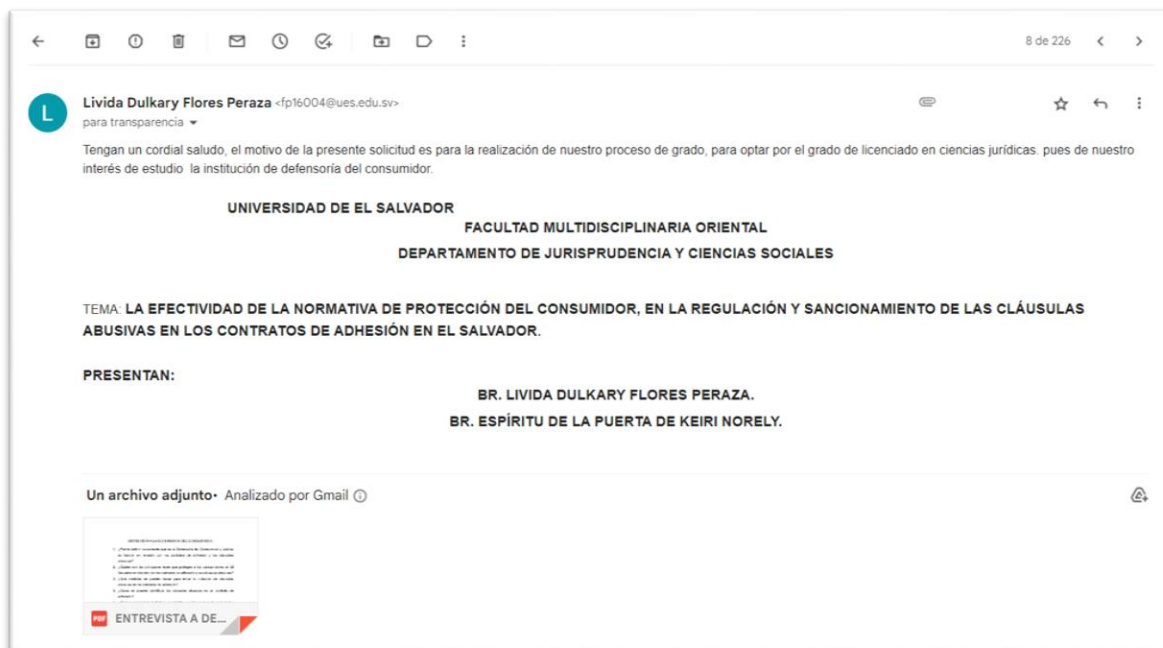 8 de 226
Livida Dulkary Flores Peraza <fp16004@ues.edu.sv>
para transparencia
Tengan un cordial saludo, el motivo de la presente solicitud es para la realización de nuestro proceso de grado, para optar por el grado de licenciado en ciencias jurídicas. pues de nuestro
interés de estudio la institución de defensoría del consumidor.
UNIVERSIDAD DE EL SALVADOR
FACULTAD MULTIDISCIPLINARIA ORIENTAL
DEPARTAMENTO DE JURISPRUDENCIA Y CIENCIAS SOCIALES
TEMA: LA EFECTIVIDAD DE LA NORMATIVA DE PROTECCIÓN DEL CONSUMIDOR, EN LA REGULACIÓN Y SANCIONAMIENTO DE LAS CLÁUSULAS
ABUSIVAS EN LOS CONTRATOS DE ADHESIÓN EN EL SALVADOR.
PRESENTAN:
BR. LIVIDA DULKARY FLORES PERAZA.
BR. ESPÍRITU DE LA PUERTA DE KEIRI NORELY.
Un archivo adjunto• Analizado por Gmail
PDF ENTREVISTA A DE...
L